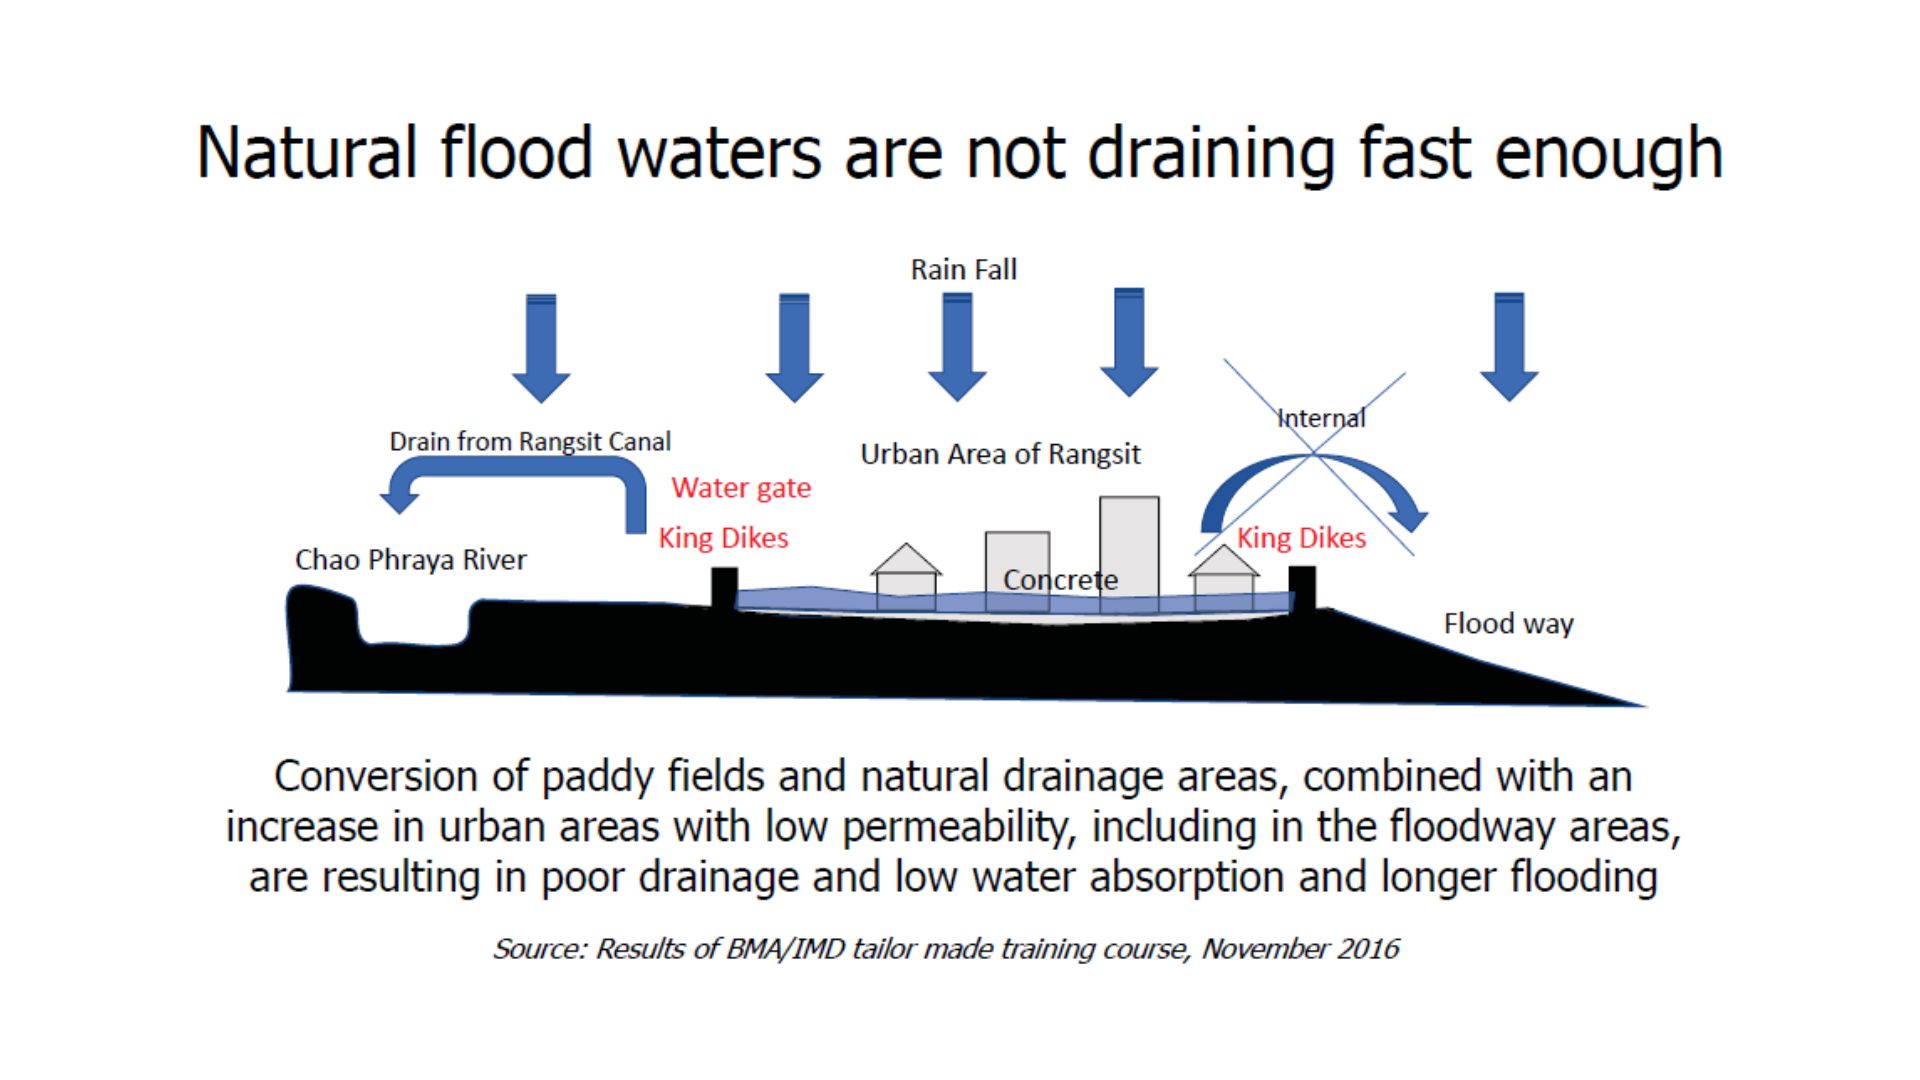 Natural flood waters are not draining fast enough
Rain Fall
Internal
Drain from Rangsit Canal
Urban Area of Rangsit
Water gate
King Dikes
King Dikes
Chao Phraya River
Concrete
Flood way
Conversion of paddy fields and natural drainage areas, combined with an
increase in urban areas with low permeability, including in the floodway areas,
are resulting in poor drainage and low water absorption and longer flooding
Source: Results of BMA/IMD tailor made training course, November 2016